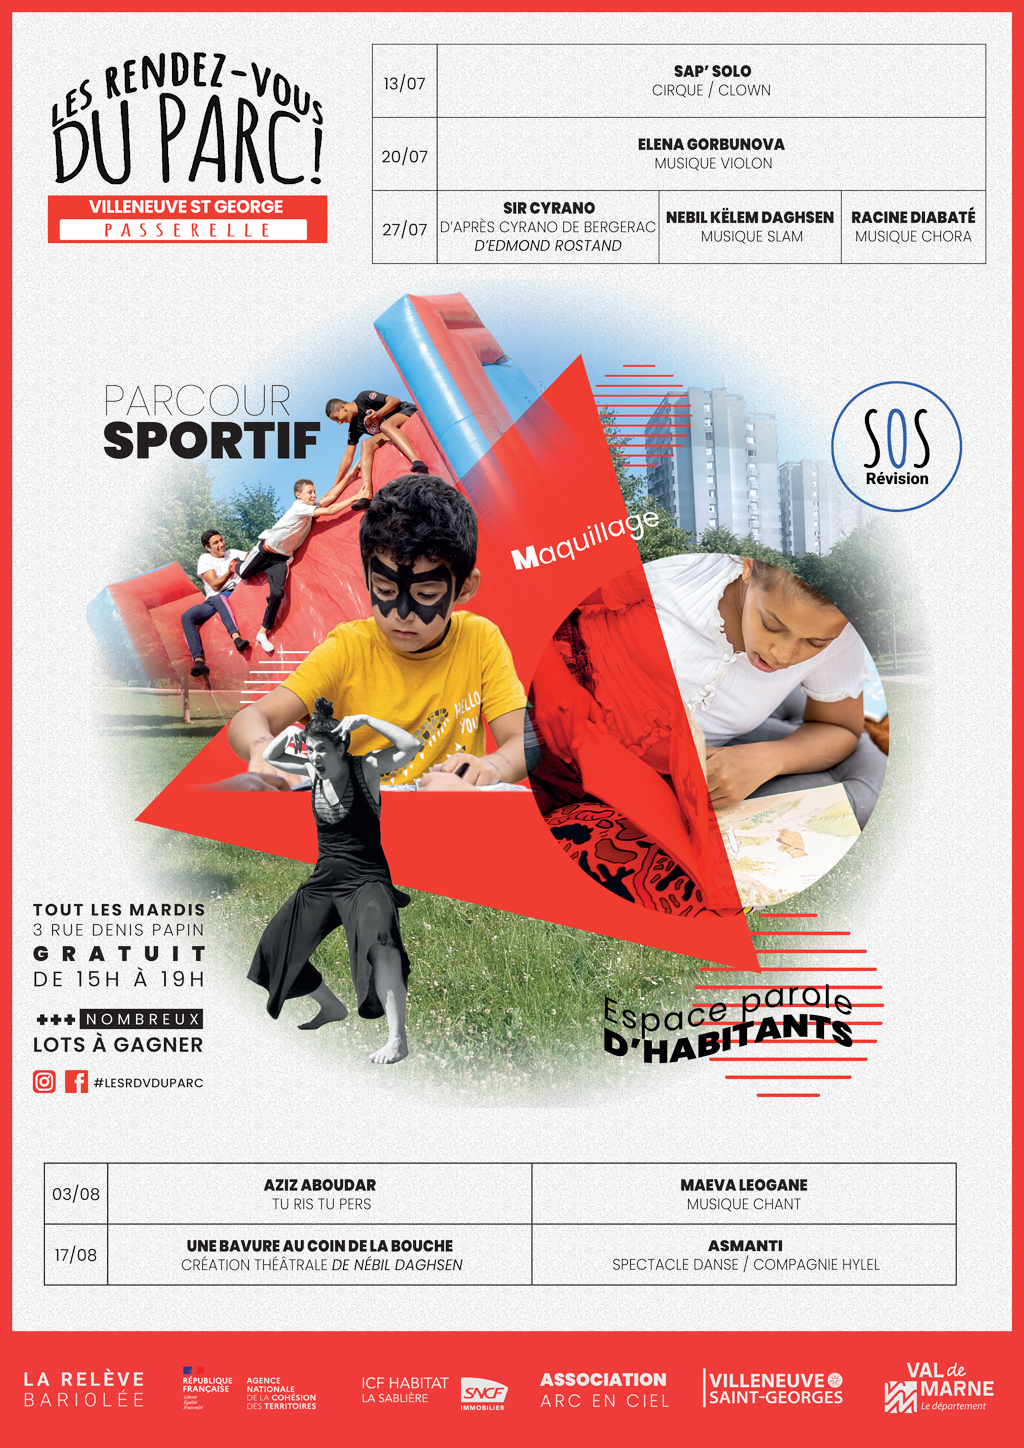 LES RENDEZ-VOUS
DU PARC!
VILLENEUVE ST GEORGE
PASSERELLE
13/07
SAP' SOLO
CIRQUE / CLOWN
20/07
ELENA GORBUNOVA
MUSIQUE VIOLON
27/07
SIR CYRANO
D'APRÈS CYRANO DE BERGERAC
D'EDMOND ROSTAND
NEBIL KËLEM DAGHSEN
MUSIQUE SLAM
RACINE DIABATÉ
MUSIQUE CHORA
PARCOUR
SPORTIF
SOS
Révision
Maquillage
HELLO
YOU
TOUT LES MARDIS
3 RUE DENIS PAPIN
GRATUIT
DE 15H À 19H
+++ NOMBREUX
LOTS À GAGNER
#LESRDVDUPARC
Espace parole
D'HABITANTS
03/08
AZIZ ABOUDAR
TU RIS TU PERS
MAEVA LEOGANE
MUSIQUE CHANT
17/08
UNE BAVURE AU COIN DE LA BOUCHE
CRÉATION THÉÂTRALE DE NÉBIL DAGHSEN
ASMANTI
SPECTACLE DANSE / COMPAGNIE HYLEL
LA RELÈVE
BARIOLÉE
RÉPUBLIQUE
FRANÇAISE
Liberté
Égalité
Fraternité
AGENCE
NATIONALE
DE LA COHÉSION
DES TERRITOIRES
ICF HABITAT
LA SABLIÈRE
SNCF
IMMOBILIER
ASSOCIATION
ARC EN CIEL
VILLENEUVE
SAINT-GEORGES
VAL de
MARNE
Le département